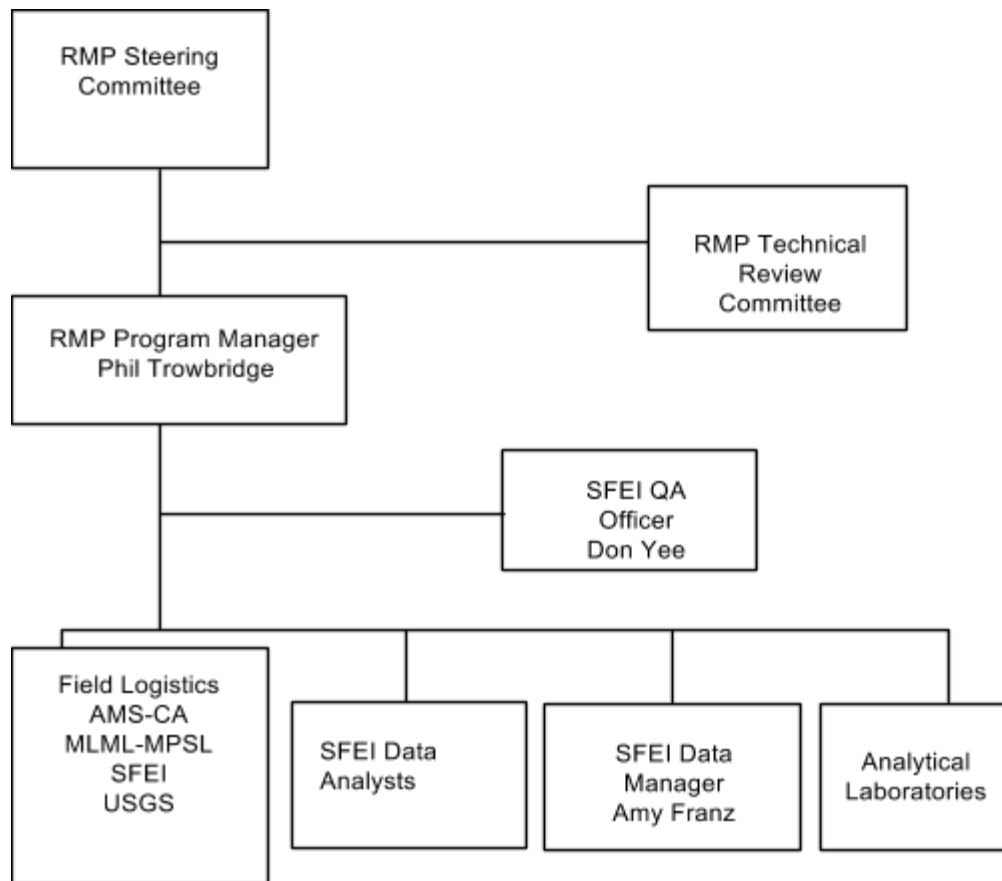 RMP Steering
Committee
RMP Technical
Review
Committee
RMP Program Manager
Phil Trowbridge
SFEI QA
Officer
Don Yee
Field Logistics
AMS-CA
MLML-MPSL
SFEI
USGS
SFEI Data
Analysts
SFEI Data
Manager
Amy Franz
Analytical
Laboratories